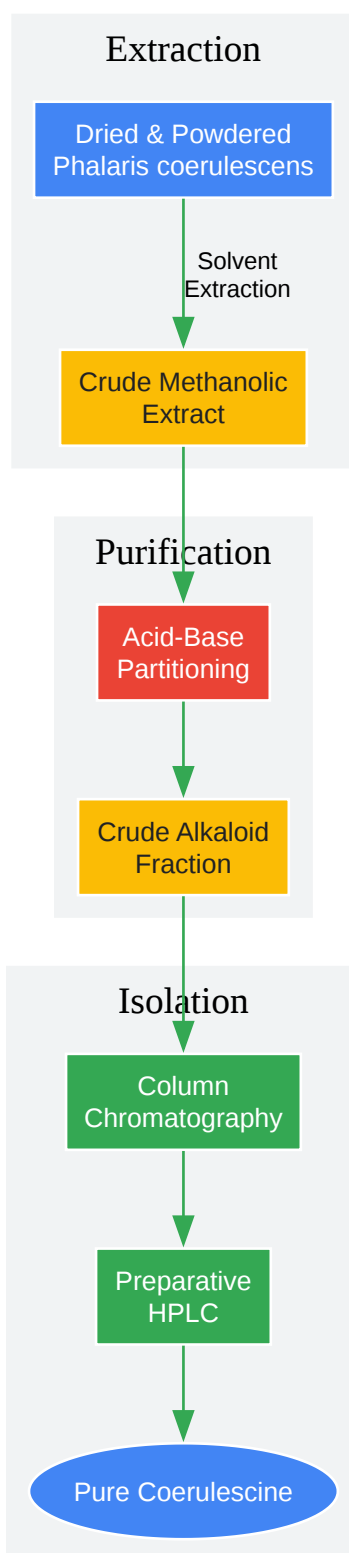 Extraction
Dried & Powdered
Phalaris coerulescens
Solvent
Extraction
Crude Methanolic
Extract
Purification
Acid-Base
Partitioning
Crude Alkaloid
Fraction
Isolation
Column
Chromatography
Preparative
HPLC
Pure Coerulescine